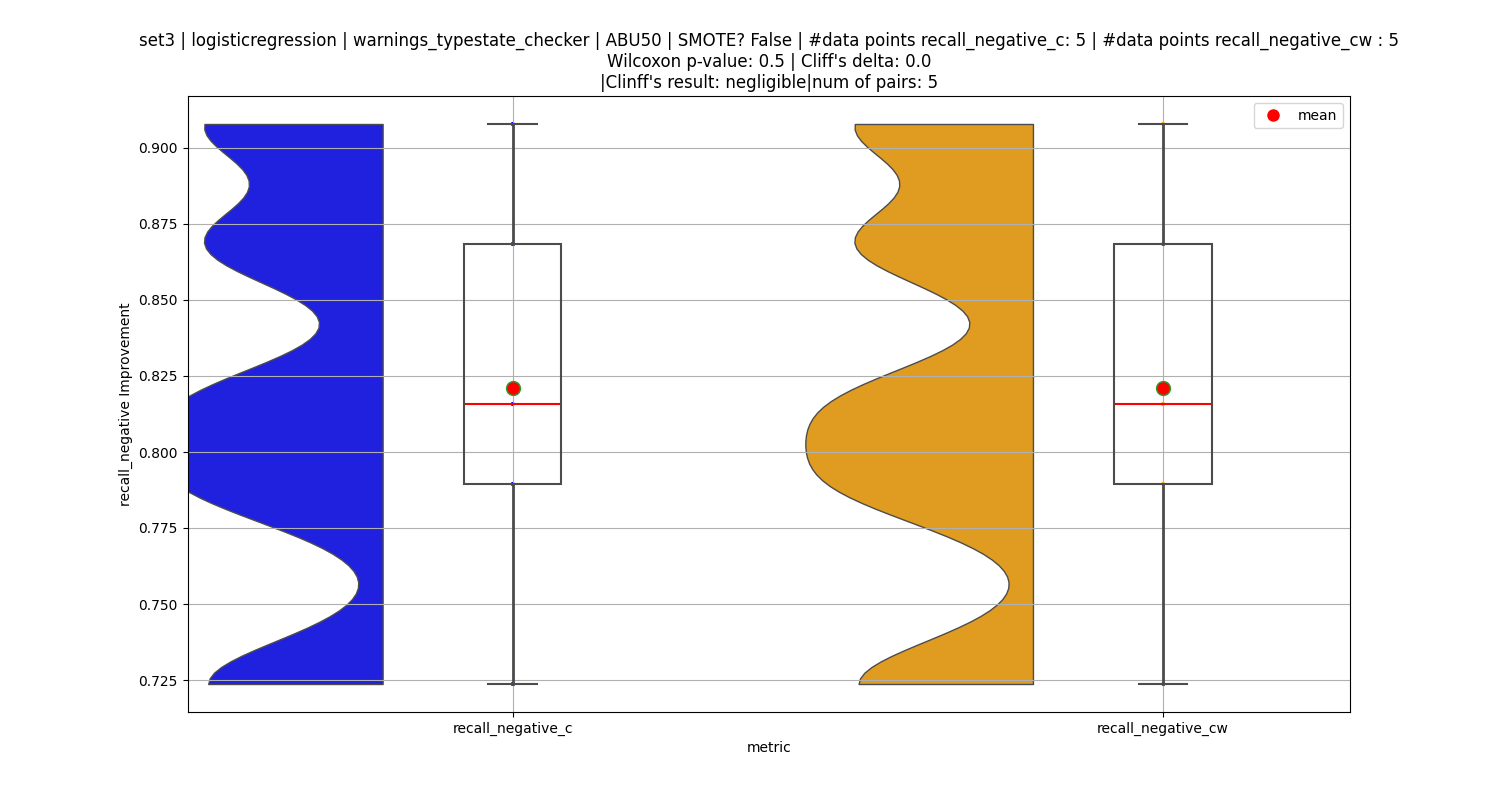 set3 | logisticregression | warnings_typestate_checker | ABU50 | SMOTE? False | #data points recall_negative_c: 5 | #data points recall_negative_cw : 5
Wilcoxon p-value: 0.5 | Cliff's delta: 0.0
|Clinff's result: negligible|num of pairs: 5
mean
0.900
0.875
0.850
0.825
0.800
0.775
0.750
0.725
recall_negative Improvement
recall_negative_c
recall_negative_cw
metric